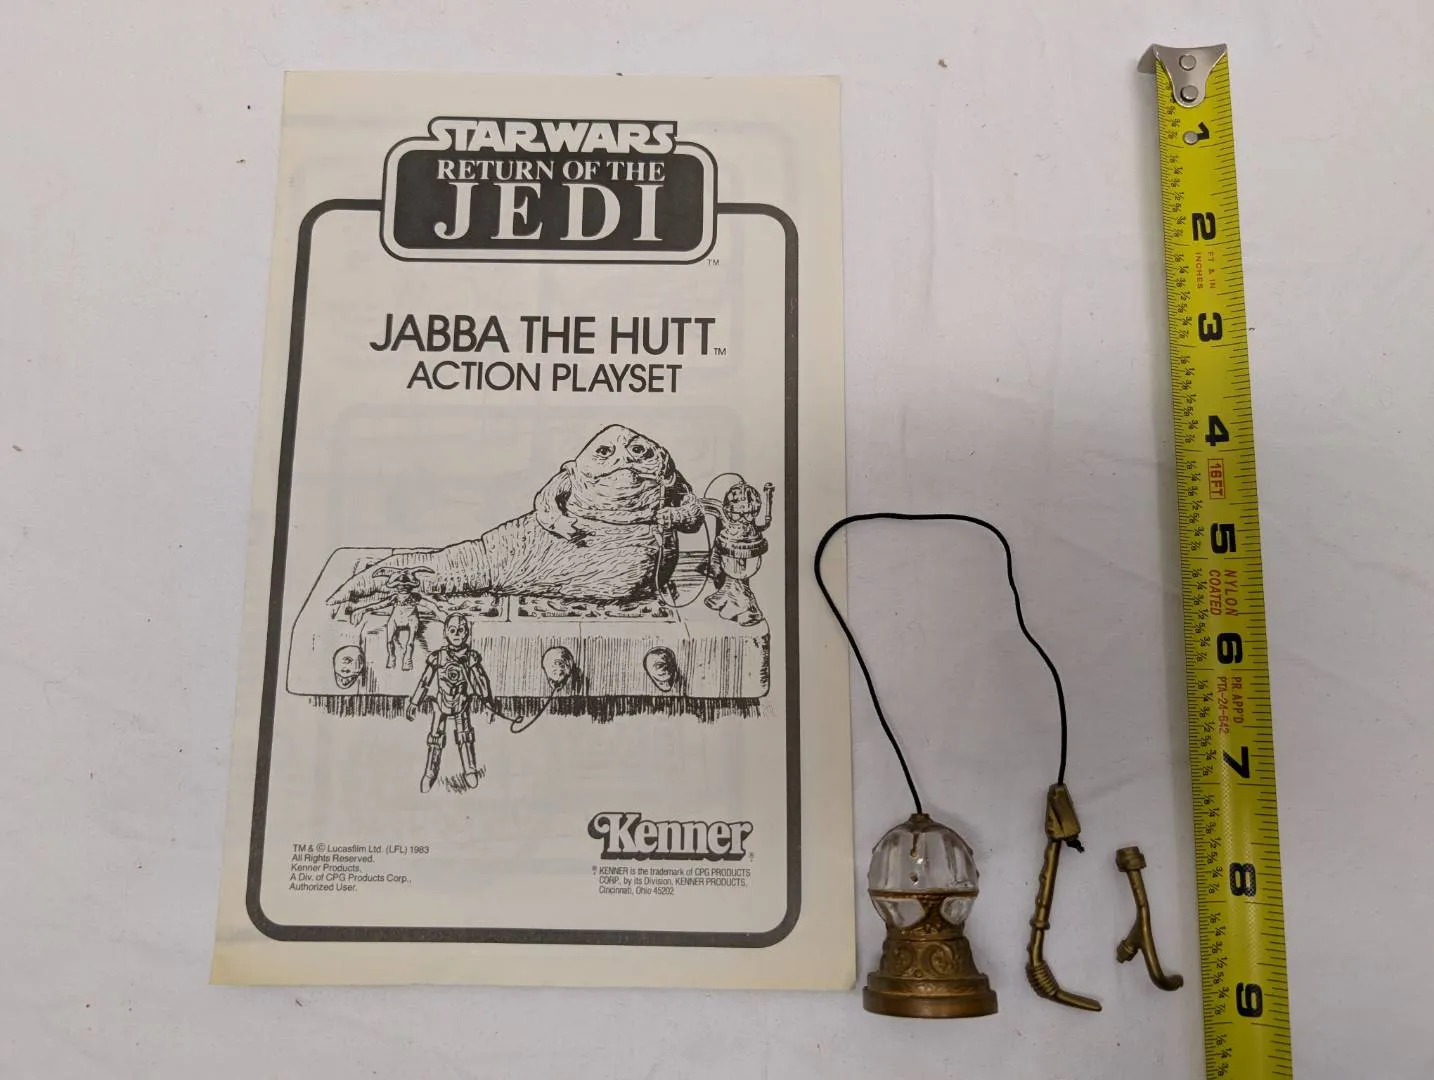 STAR WARS
RETURN OF THE
JEDI
TM
JABBA THE HUTT TM
ACTION PLAYSET
TM & © Lucasfilm Ltd. (LFL) 1983
All Rights Reserved.
Kenner Products,
A Div. of CPG Products Corp.,
Authorized User.
Kenner®
® KENNER is the trademark of CPG PRODUCTS
CORP., by its Division, KENNER PRODUCTS,
Cincinnati, Ohio 45202
1
2
FT & IN
INCHES
3
4
16FT
5
NYLON
COATED
6
PR APP'D
PTA-24-642
7
8
9